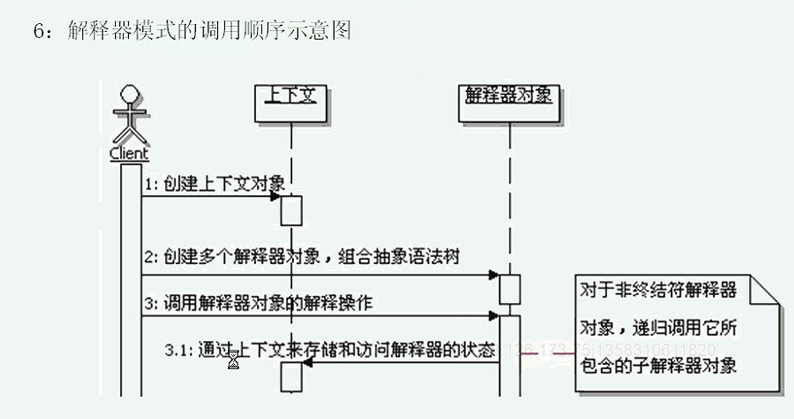 6：解释器模式的调用顺序示意图
上下文
解释器对象
Client
1: 创建上下文对象
2: 创建多个解释器对象，组合抽象语法树
3: 调用解释器对象的解释操作
3.1: 通过上下文来存储和访问解释器的状态
对于非终结符解释器
对象，递归调用它所
包含的子解释器对象